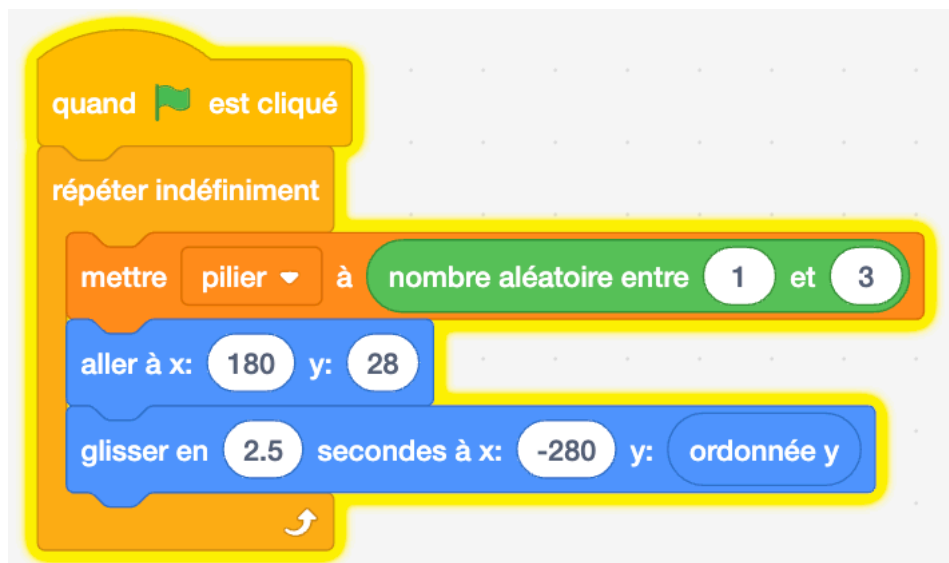 quand est cliqué
répéter indéfiniment
mettre pilier à nombre aléatoire entre 1 et 3
aller à x: 180 y: 28
glisser en 2.5 secondes à x: -280 y: ordonnée y